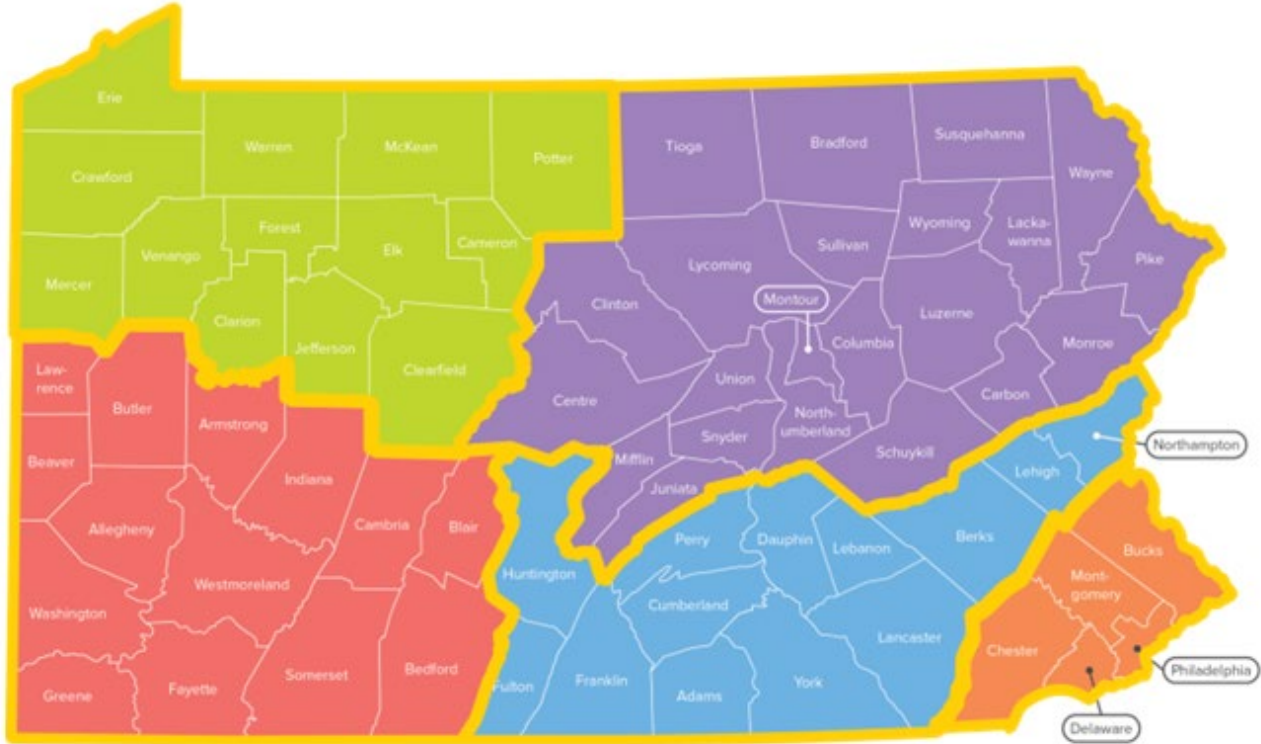 Erie
Warren
McKean
Potter
Crawford
Mercer
Venango
Forest
Elk
Cameron
Clarion
Jefferson
Clearfield
Tioga
Bradford
Susquehanna
Wayne
Wyoming
Lacka-
wanna
Sullivan
Lycoming
Pike
Clinton
Montour
Luzerne
Columbia
Monroe
Union
Carbon
Centre
North-
umberland
Snyder
Schuykill
Mifflin
Juniata
Law-
rence
Butler
Armstrong
Beaver
Indiana
Allegheny
Cambria
Blair
Westmoreland
Washington
Greene
Fayette
Somerset
Bedford
Northampton
Lehigh
Perry
Dauphin
Lebanon
Berks
Huntington
Cumberland
Lancaster
Fulton
Franklin
Adams
York
Bucks
Mont-
gomery
Chester
Philadelphia
Delaware